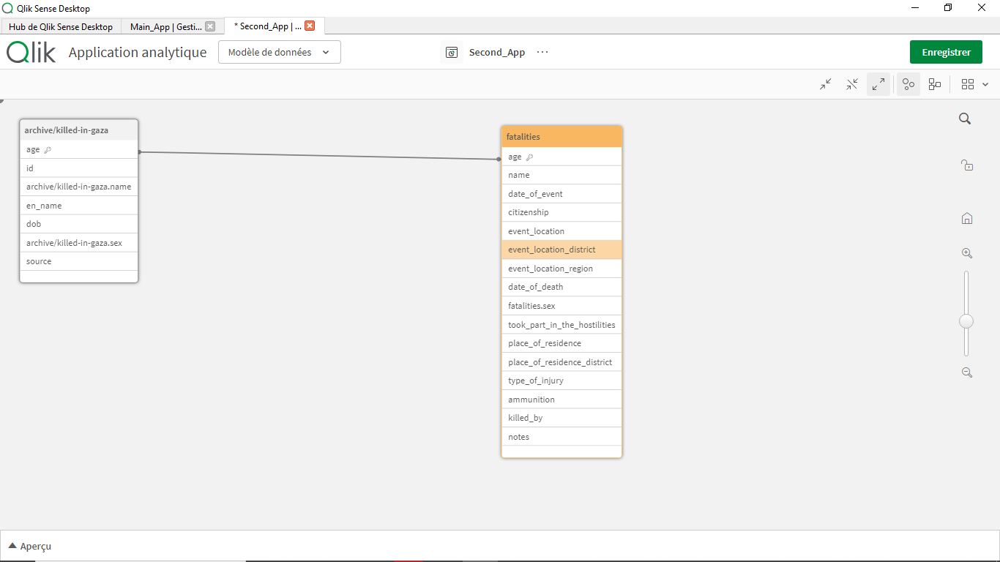 Qlik Sense Desktop
Hub de Qlik Sense Desktop
Main_App | Gesti...
* Second_App | ...
Qlik
Application analytique
Modèle de données
Second_App
...
Enregistrer
archive/killed-in-gaza
age
id
archive/killed-in-gaza.name
en_name
dob
archive/killed-in-gaza.sex
source
fatalities
age
name
date_of_event
citizenship
event_location
event_location_district
event_location_region
date_of_death
fatalities.sex
took_part_in_the_hostilities
place_of_residence
place_of_residence_district
type_of_injury
ammunition
killed_by
notes
Aperçu